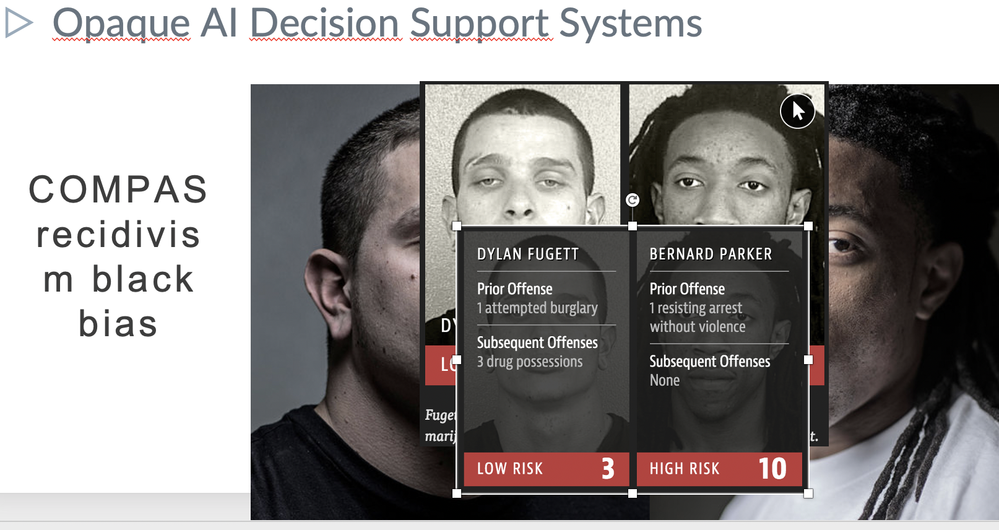 Opaque AI Decision Support Systems
COMPAS
recidivis
m black
bias
DYLAN FUGETT
Prior Offense
1 attempted burglary
Subsequent Offenses
3 drug possessions
LOW RISK 3
BERNARD PARKER
Prior Offense
1 resisting arrest
without violence
Subsequent Offenses
None
HIGH RISK 10